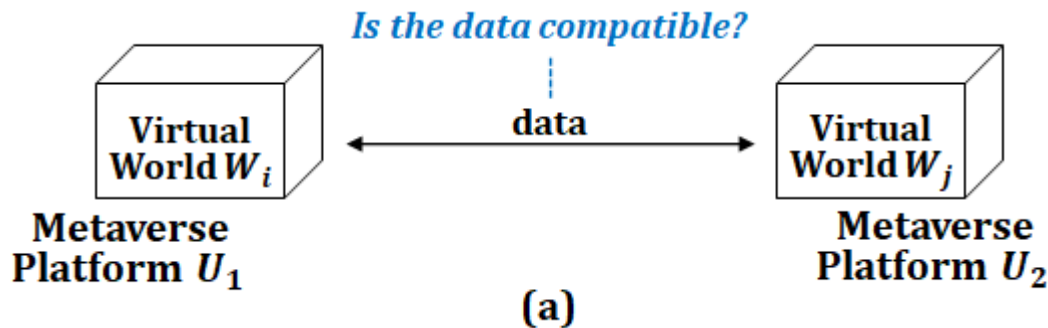 Is the data compatible?
data
Virtual
World W_i
Virtual
World W_j
Metaverse
Platform U_1
Metaverse
Platform U_2
(a)